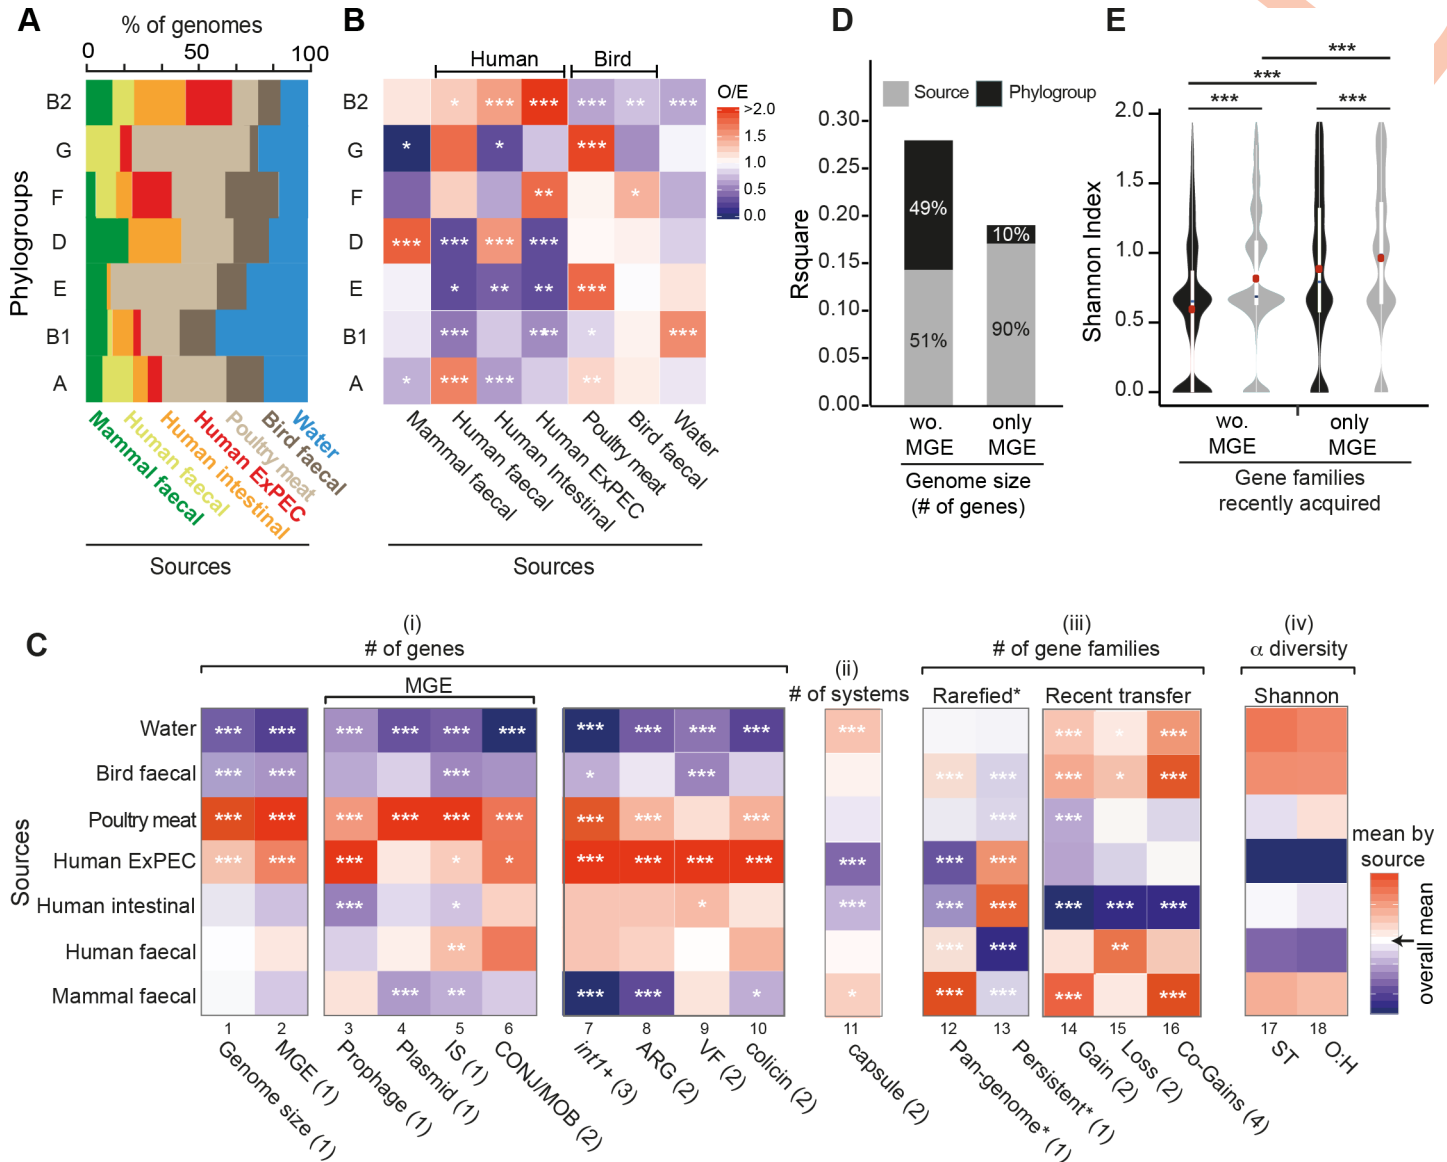 A
% of genomes
0 50 100
B2
G
F
D
E
B1
A
Phylogroups
Mammal faecal
Human faecal
Human intestinal
Human ExPEC
Poultry meat
Bird faecal
Water
Sources
B
Human
Bird
B2 * *** *** *** ** ***
G * * ***
F ** *
D *** *** *** ***
E * ** ** ***
B1 *** *** * ***
A * *** *** **
O/E
>2.0
1.5
1.0
0.5
0.0
Mammal faecal
Human faecal
Human Intestinal
Human ExPEC
Poultry meat
Bird faecal
Water
Sources
D
Source
Phylogroup
Rsquare
0.30
0.25
0.20
0.15
0.10
0.05
0.00
49%
51%
10%
90%
wo.
MGE
only
MGE
Genome size
(# of genes)
E
***
***
***
***
Shannon Index
2.0
1.5
1.0
0.5
0.0
wo.
MGE
only
MGE
Gene families
recently acquired
C
(i)
# of genes
MGE
(ii)
# of systems
(iii)
# of gene families
Rarefied*
Recent transfer
(iv)
α diversity
Shannon
Sources
Water *** *** *** *** *** *** *** *** *** *** *** *** * ***
Bird faecal *** *** *** * *** *** *** *** * ***
Poultry meat *** *** *** *** *** *** *** *** *** *** ***
Human ExPEC *** *** *** * * *** *** *** *** *** *** ***
Human intestinal *** * * *** *** *** *** *** ***
Human faecal ** *** *** **
Mammal faecal *** ** *** *** * * *** *** *** ***
1 2 3 4 5 6 7 8 9 10 11 12 13 14 15 16 17 18
Genome size (1)
MGE (1)
Prophage (1)
Plasmid (1)
IS (1)
CONJ/MOB (2)
int1+ (3)
ARG (2)
VF (2)
colicin (2)
capsule (2)
Pan-genome* (1)
Persistent* (1)
Gain (2)
Loss (2)
Co-Gains (4)
ST
O:H
mean by
source
overall mean